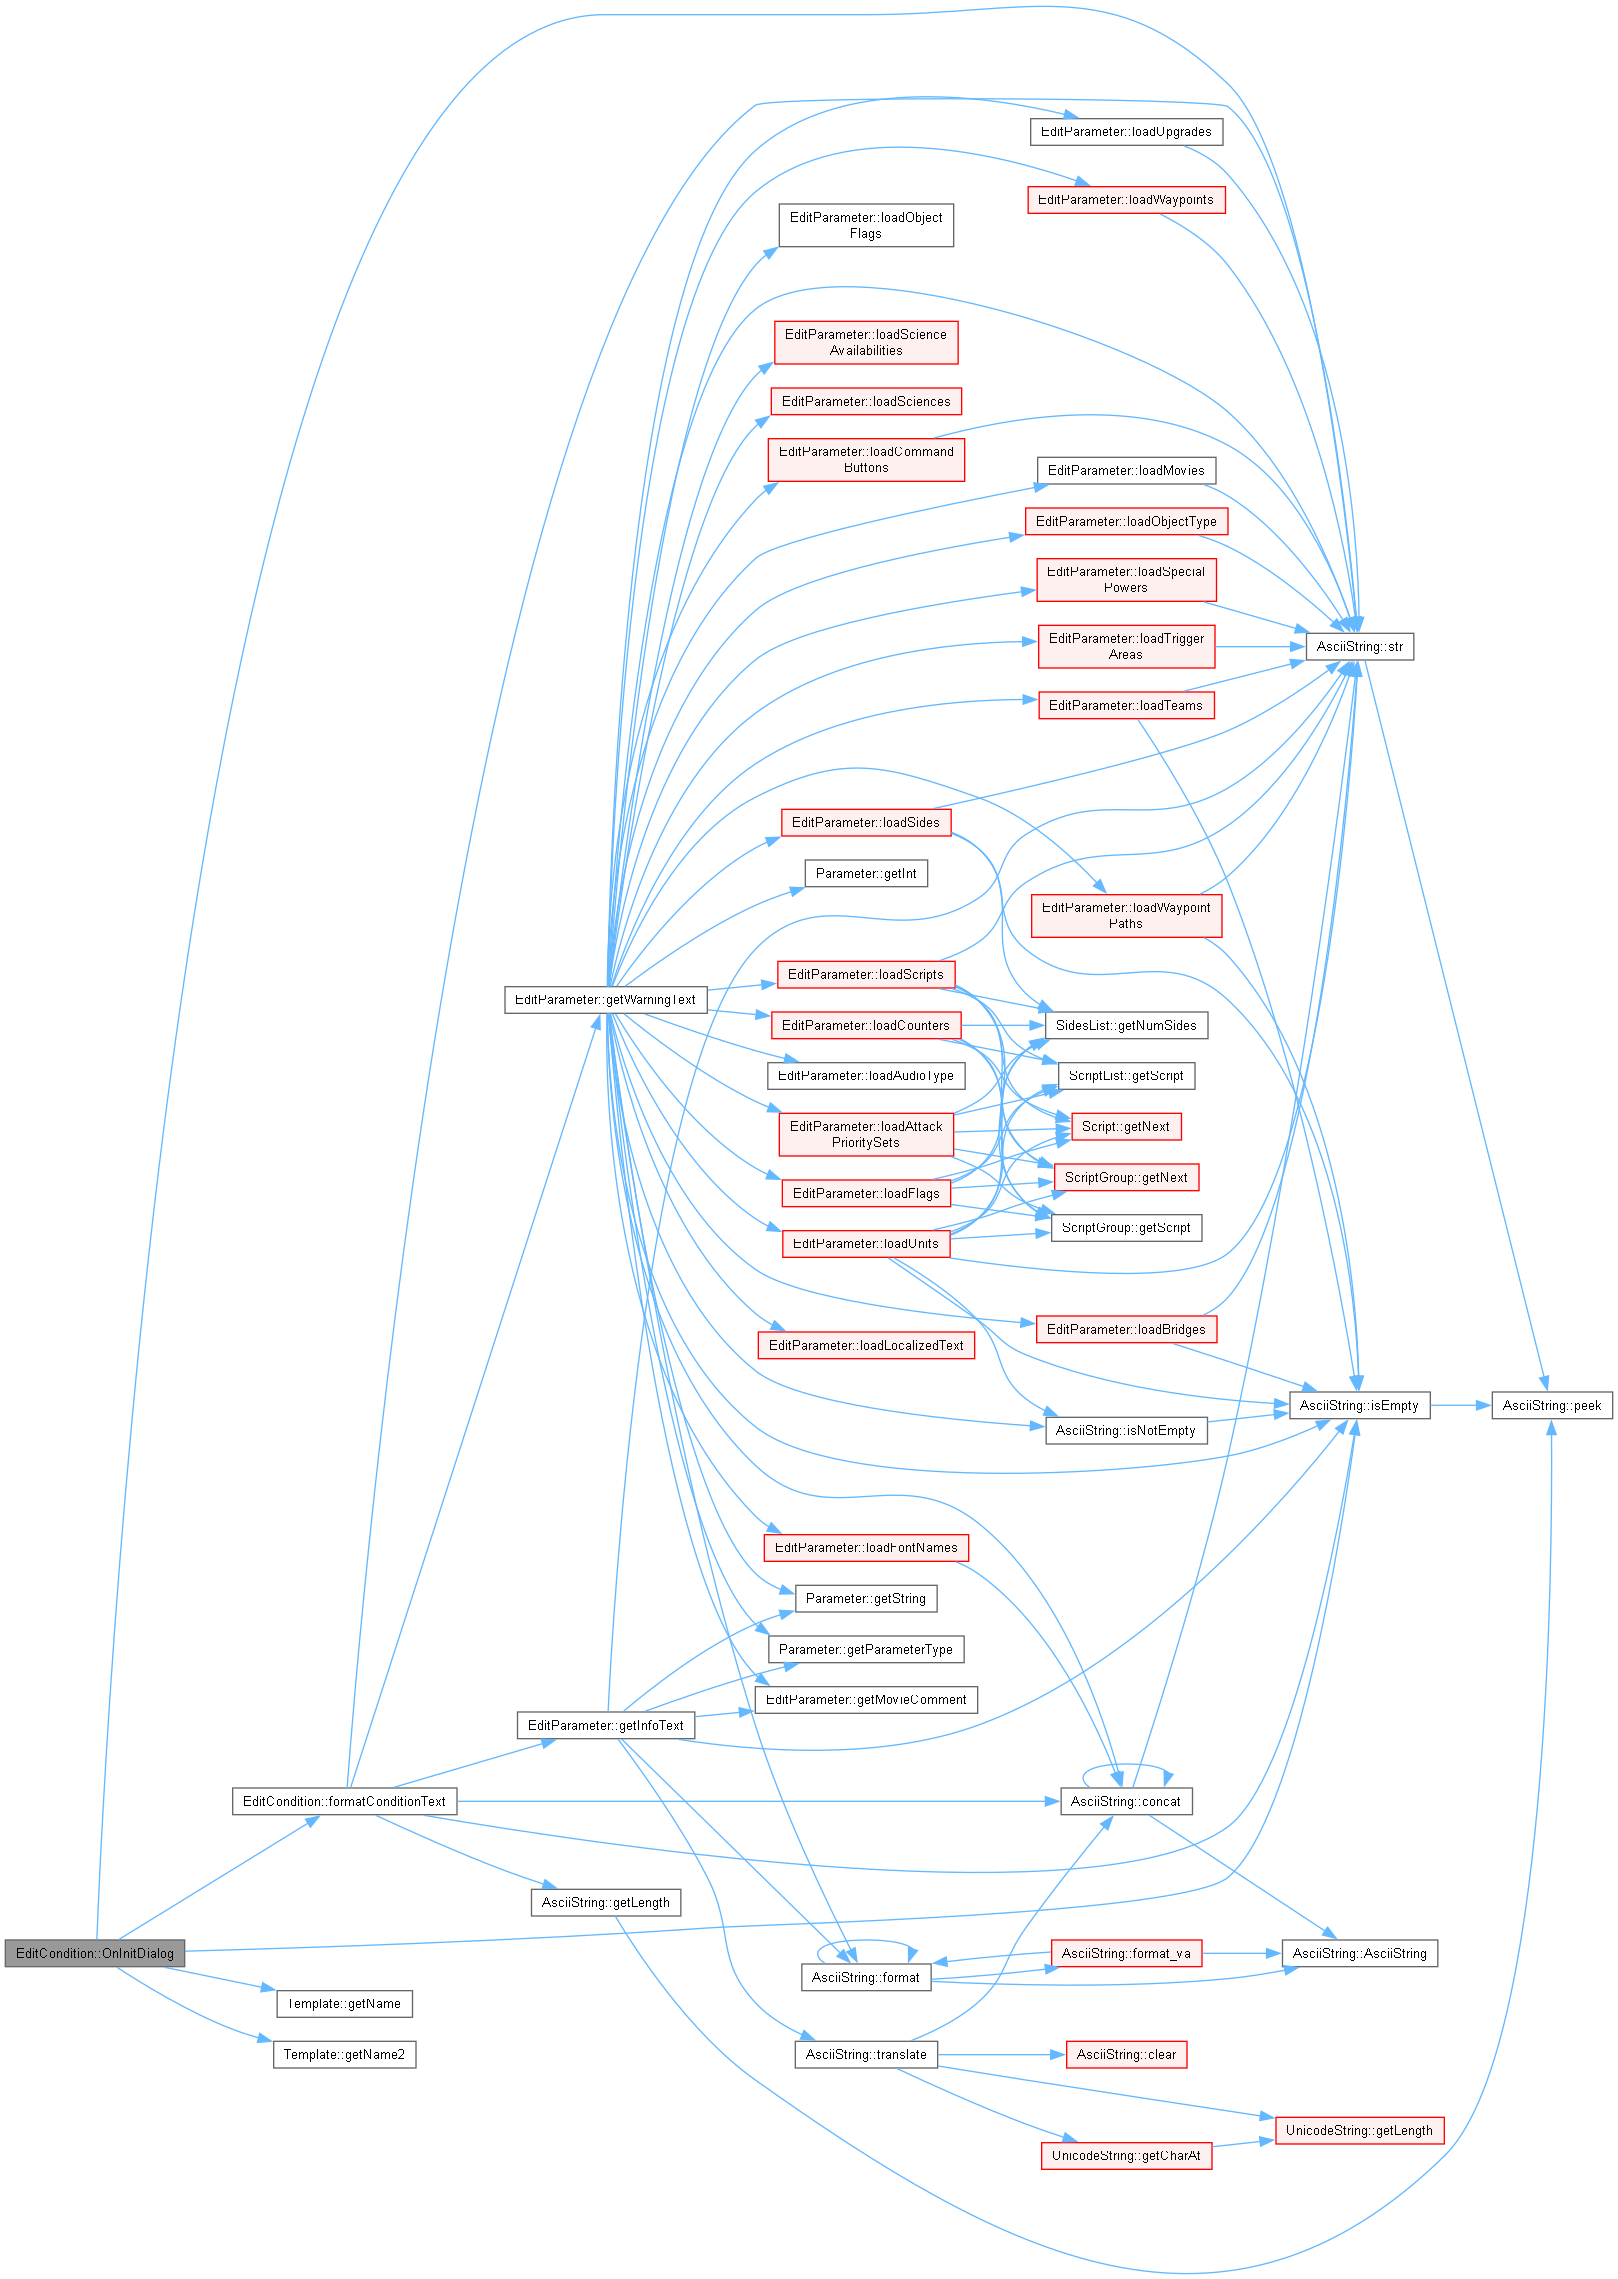 EditParameter::loadUpgrades
EditParameter::loadWaypoints
EditParameter::loadObject
Flags
EditParameter::loadScience
Availabilities
EditParameter::loadSciences
EditParameter::loadCommand
Buttons
EditParameter::loadMovies
EditParameter::loadObjectType
EditParameter::loadSpecial
Powers
EditParameter::loadTrigger
Areas
AsciiString::str
EditParameter::loadTeams
EditParameter::loadSides
Parameter::getInt
EditParameter::loadWaypoint
Paths
EditParameter::loadScripts
EditParameter::getWarningText
EditParameter::loadCounters
SidesList::getNumSides
EditParameter::loadAudioType
ScriptList::getScript
EditParameter::loadAttack
PrioritySets
Script::getNext
ScriptGroup::getNext
EditParameter::loadFlags
ScriptGroup::getScript
EditParameter::loadUnits
EditParameter::loadBridges
EditParameter::loadLocalizedText
AsciiString::isEmpty
AsciiString::peek
AsciiString::isNotEmpty
EditParameter::loadFontNames
Parameter::getString
Parameter::getParameterType
EditParameter::getMovieComment
EditParameter::getInfoText
EditCondition::formatConditionText
AsciiString::concat
AsciiString::getLength
EditCondition::OnInitDialog
AsciiString::format_va
AsciiString::AsciiString
AsciiString::format
Template::getName
Template::getName2
AsciiString::translate
AsciiString::clear
UnicodeString::getLength
UnicodeString::getCharAt